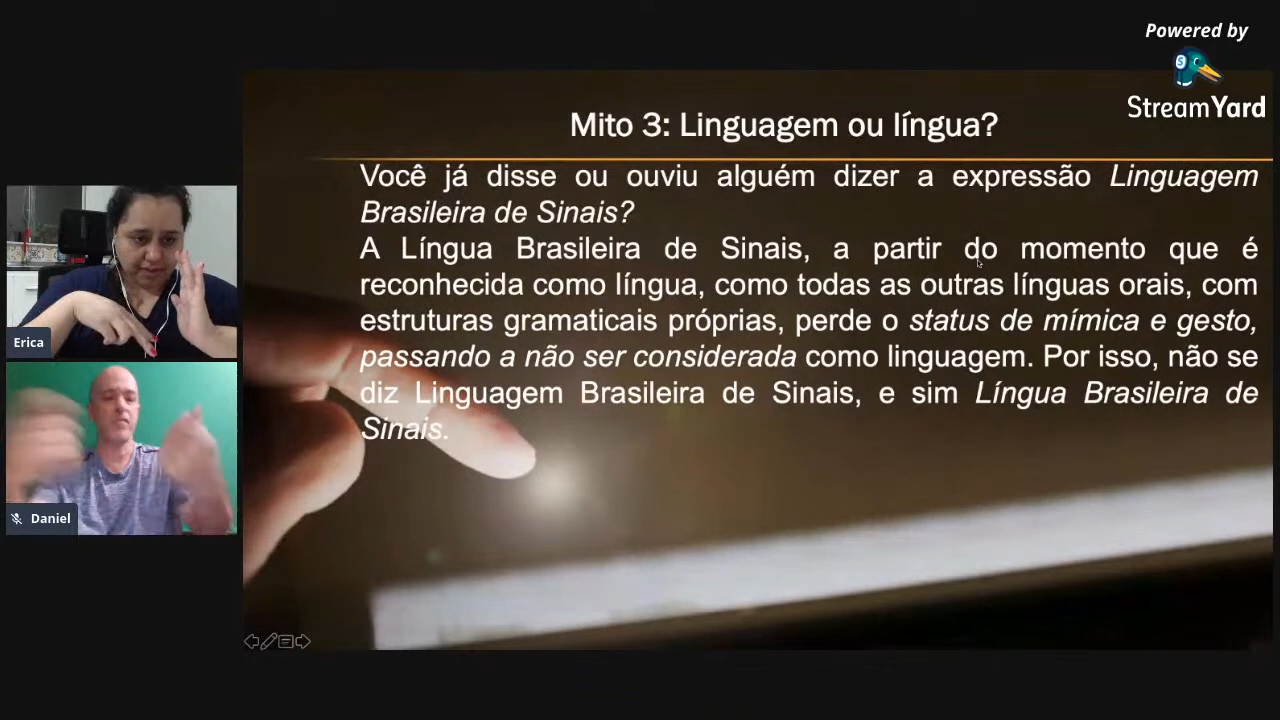 Powered by
StreamYard
Mito 3: Linguagem ou língua?
Você já disse ou ouviu alguém dizer a expressão Linguagem
Brasileira de Sinais?
A Língua Brasileira de Sinais, a partir do momento que é
reconhecida como língua, como todas as outras línguas orais, com
estruturas gramaticais próprias, perde o status de mímica e gesto,
passando a não ser considerada como linguagem. Por isso, não se
diz Linguagem Brasileira de Sinais, e sim Língua Brasileira de
Sinais.
Erica
Daniel